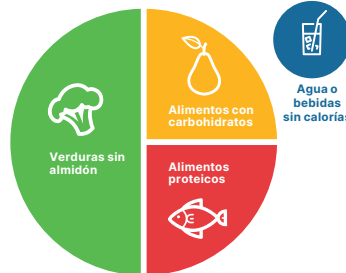 Alimentos con
carbohidratos
Agua o
bebidas
sin calorías
Verduras sin
almidón
Alimentos
proteicos